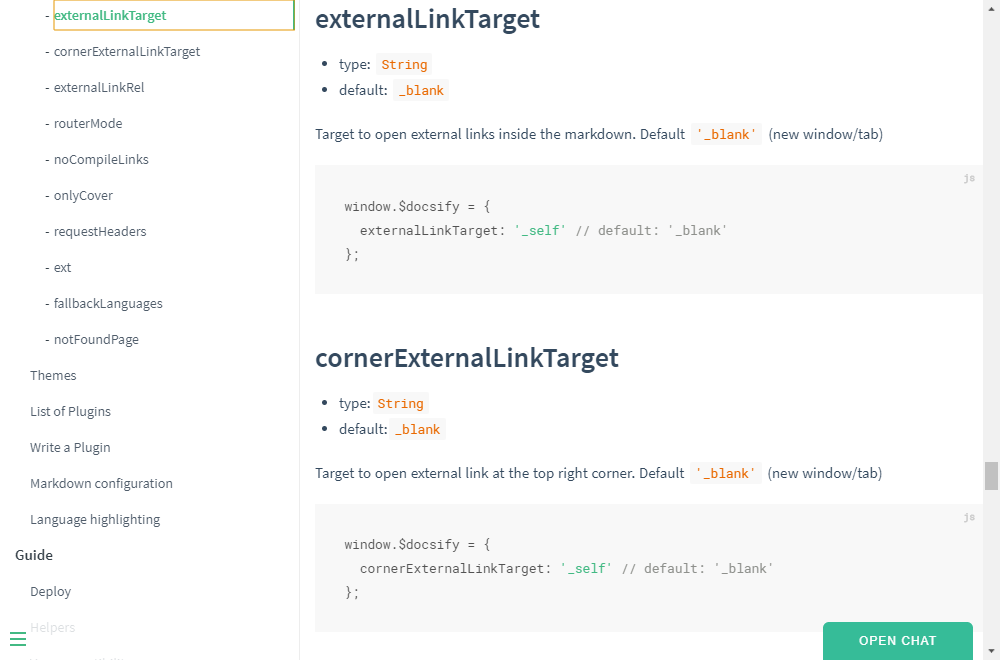 - externalLinkTarget
- cornerExternalLinkTarget
- externalLinkRel
- routerMode
- noCompileLinks
- onlyCover
- requestHeaders
- ext
- fallbackLanguages
- notFoundPage
Themes
List of Plugins
Write a Plugin
Markdown configuration
Language highlighting
Guide
Deploy
Helpers
externalLinkTarget
• type: String
• default: _blank
Target to open external links inside the markdown. Default '_blank' (new window/tab)
js
window.$docsify = {
  externalLinkTarget: '_self' // default: '_blank'
};
cornerExternalLinkTarget
• type: String
• default: _blank
Target to open external link at the top right corner. Default '_blank' (new window/tab)
js
window.$docsify = {
  cornerExternalLinkTarget: '_self' // default: '_blank'
};
OPEN CHAT